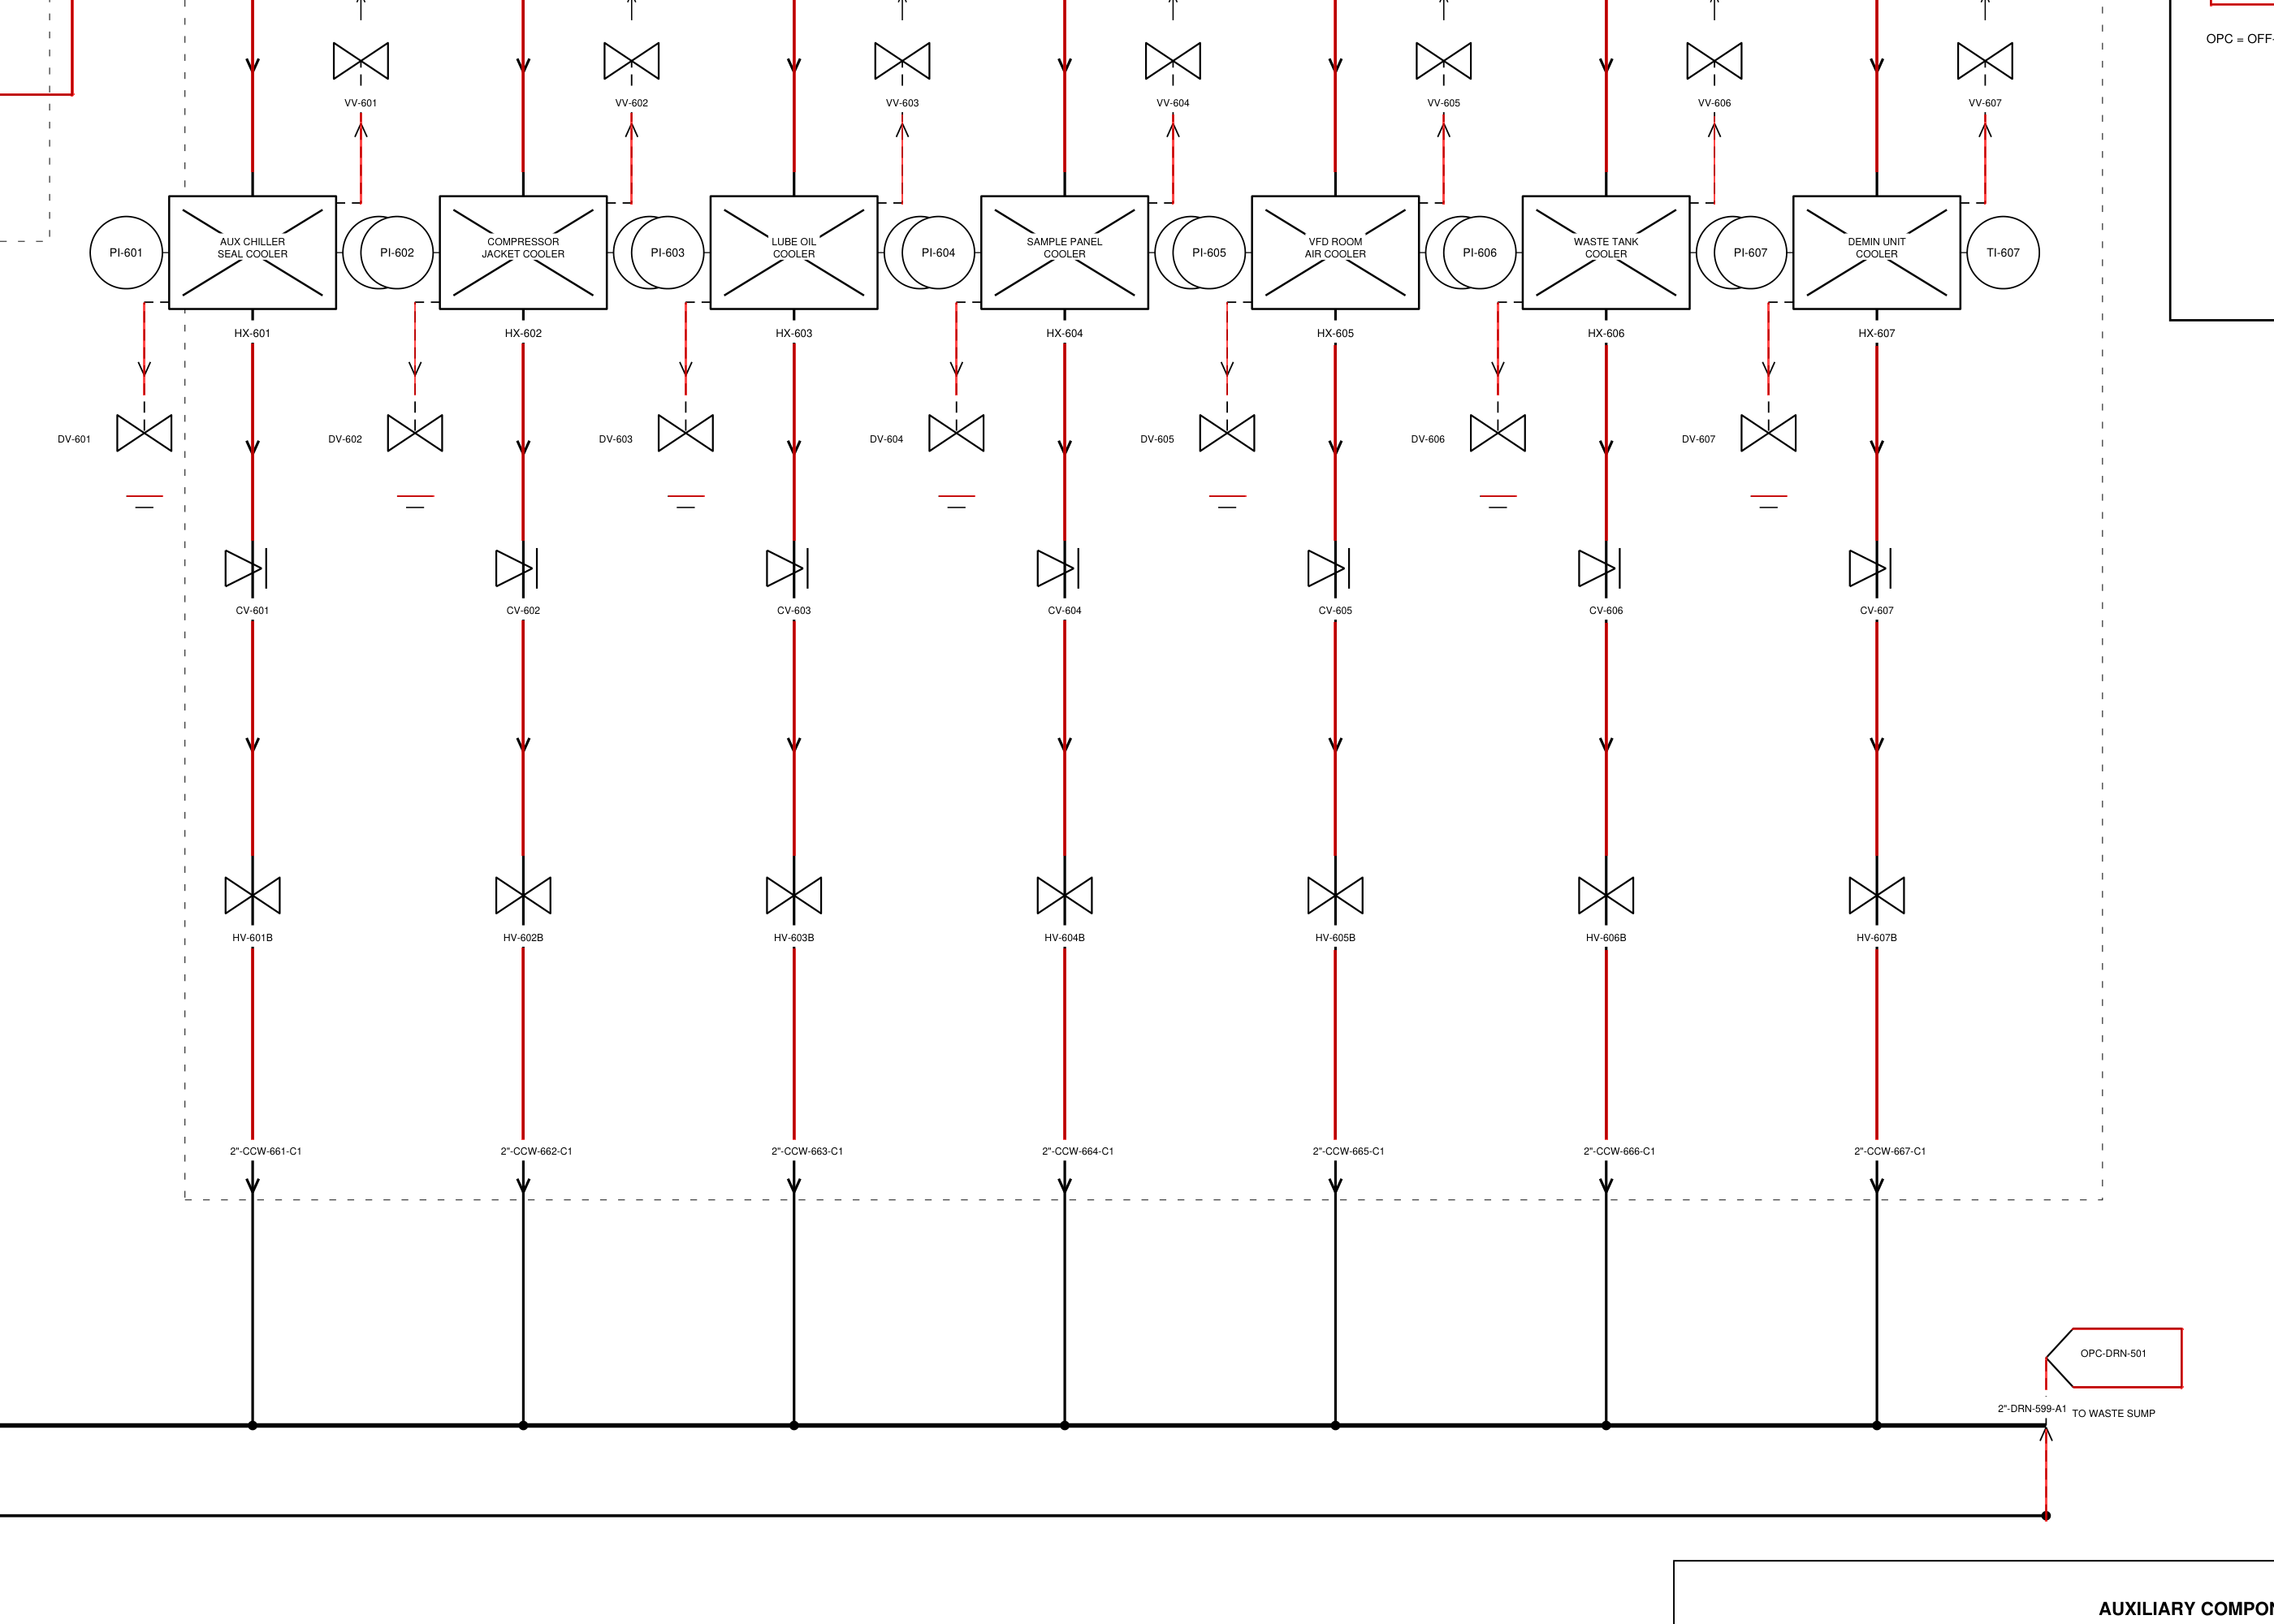 OPC = OFF-
VV-601
VV-602
VV-603
VV-604
VV-605
VV-606
VV-607
PI-601
AUX CHILLER
SEAL COOLER
PI-602
COMPRESSOR
JACKET COOLER
PI-603
LUBE OIL
COOLER
PI-604
SAMPLE PANEL
COOLER
PI-605
VFD ROOM
AIR COOLER
PI-606
WASTE TANK
COOLER
PI-607
DEMIN UNIT
COOLER
TI-607
HX-601
HX-602
HX-603
HX-604
HX-605
HX-606
HX-607
DV-601
DV-602
DV-603
DV-604
DV-605
DV-606
DV-607
CV-601
CV-602
CV-603
CV-604
CV-605
CV-606
CV-607
HV-601B
HV-602B
HV-603B
HV-604B
HV-605B
HV-606B
HV-607B
2"-CCW-661-C1
2"-CCW-662-C1
2"-CCW-663-C1
2"-CCW-664-C1
2"-CCW-665-C1
2"-CCW-666-C1
2"-CCW-667-C1
OPC-DRN-501
2"-DRN-599-A1
TO WASTE SUMP
AUXILIARY COMPON